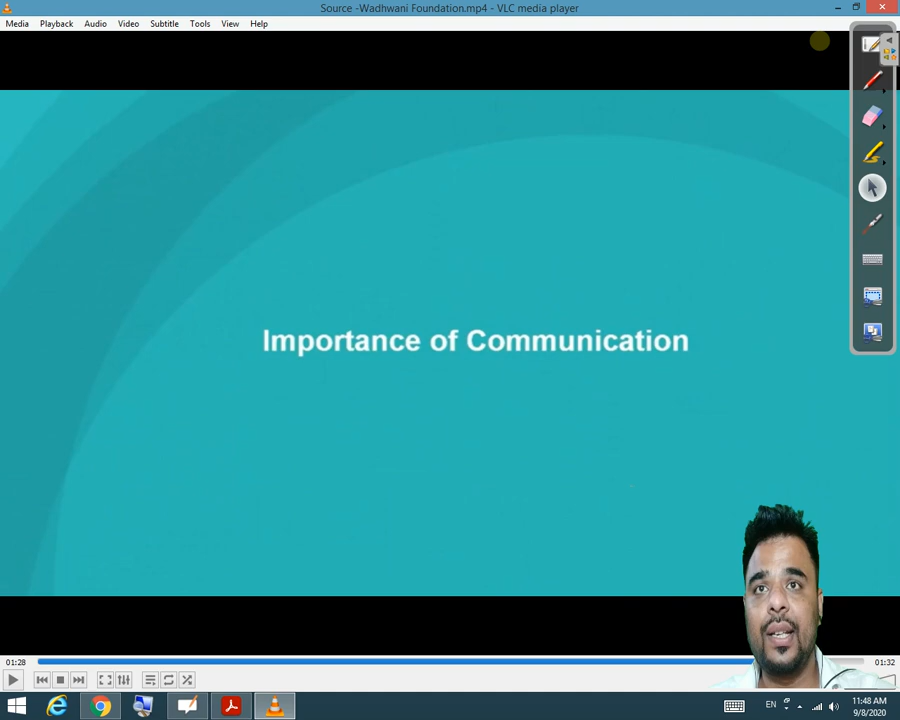 Source -Wadhwani Foundation.mp4 - VLC media player
Media Playback Audio Video Subtitle Tools View Help
Importance of Communication
01:28
01:32
EN
11:48 AM
9/8/2020